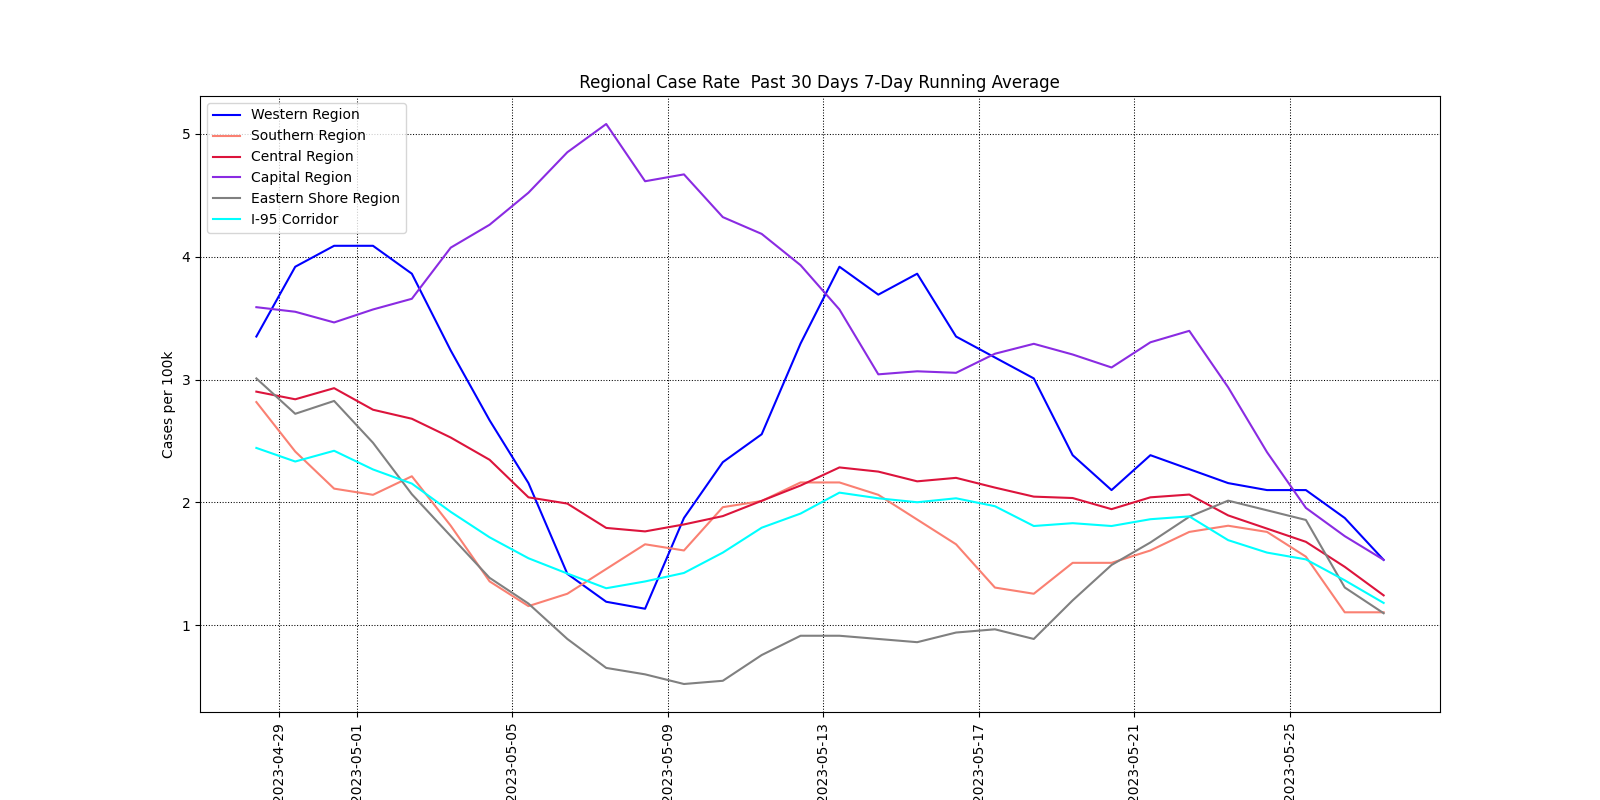 Regional Case Rate  Past 30 Days 7-Day Running Average
Western Region
Southern Region
Central Region
Capital Region
Eastern Shore Region
I-95 Corridor
Cases per 100k
5
4
3
2
1
2023-04-29
2023-05-01
2023-05-05
2023-05-09
2023-05-13
2023-05-17
2023-05-21
2023-05-25